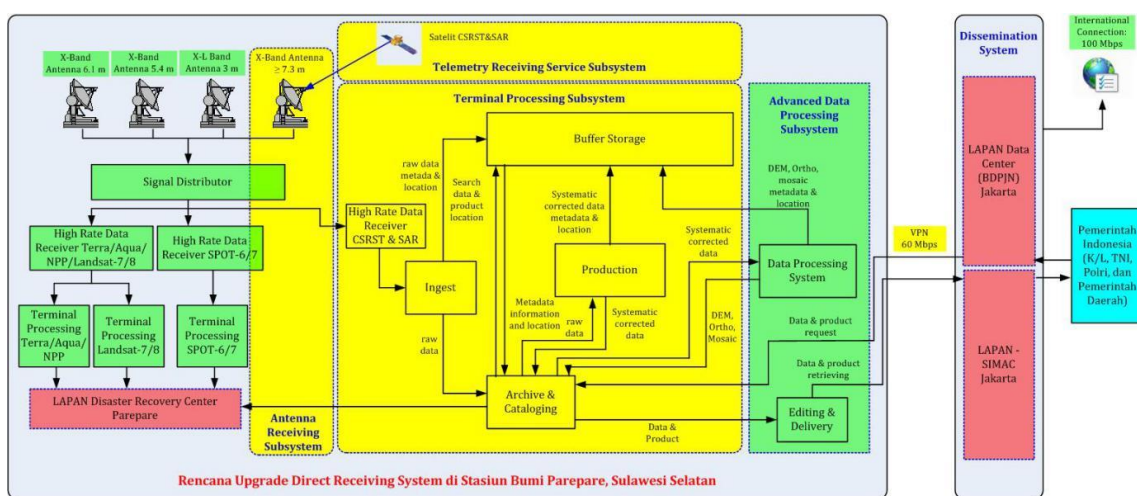 X-Band
Antenna 6.1 m
X-Band
Antenna 5.4 m
X-L Band
Antenna 3 m
X-Band Antenna
≥ 7.3 m
Satelit CSRST&SAR
Telemetry Receiving Service Subsystem
Dissemination
System
International
Connection:
100 Mbps
Terminal Processing Subsystem
Advanced Data
Processing
Subsystem
Signal Distributor
Buffer Storage
raw data
metada &
location
Search
data &
product
location
Systematic
corrected data
metadata &
location
DEM, Ortho,
mosaic
metadata &
location
LAPAN Data
Center
(BDPJN)
Jakarta
High Rate Data
Receiver Terra/Aqua/
NPP/Landsat-7/8
High Rate Data
Receiver SPOT-6/7
High Rate Data
Receiver
CSRST & SAR
Ingest
Production
Systematic
corrected
data
Data Processing
System
VPN
60 Mbps
Pemerintah
Indonesia
(K/L, TNI,
Polri, dan
Pemerintah
Daerah)
Terminal
Processing
Terra/Aqua/
NPP
Terminal
Processing
Landsat-7/8
Terminal
Processing
SPOT-6/7
raw
data
Metadata
information
and location
raw
data
Systematic
corrected
data
DEM,
Ortho,
Mosaic
Data & product
request
Data & product
retrieving
LAPAN -
SIMAC
Jakarta
LAPAN Disaster Recovery Center
Parepare
Antenna
Receiving
Subsystem
Archive &
Cataloging
Data &
Product
Editing &
Delivery
Rencana Upgrade Direct Receiving System di Stasiun Bumi Parepare, Sulawesi Selatan